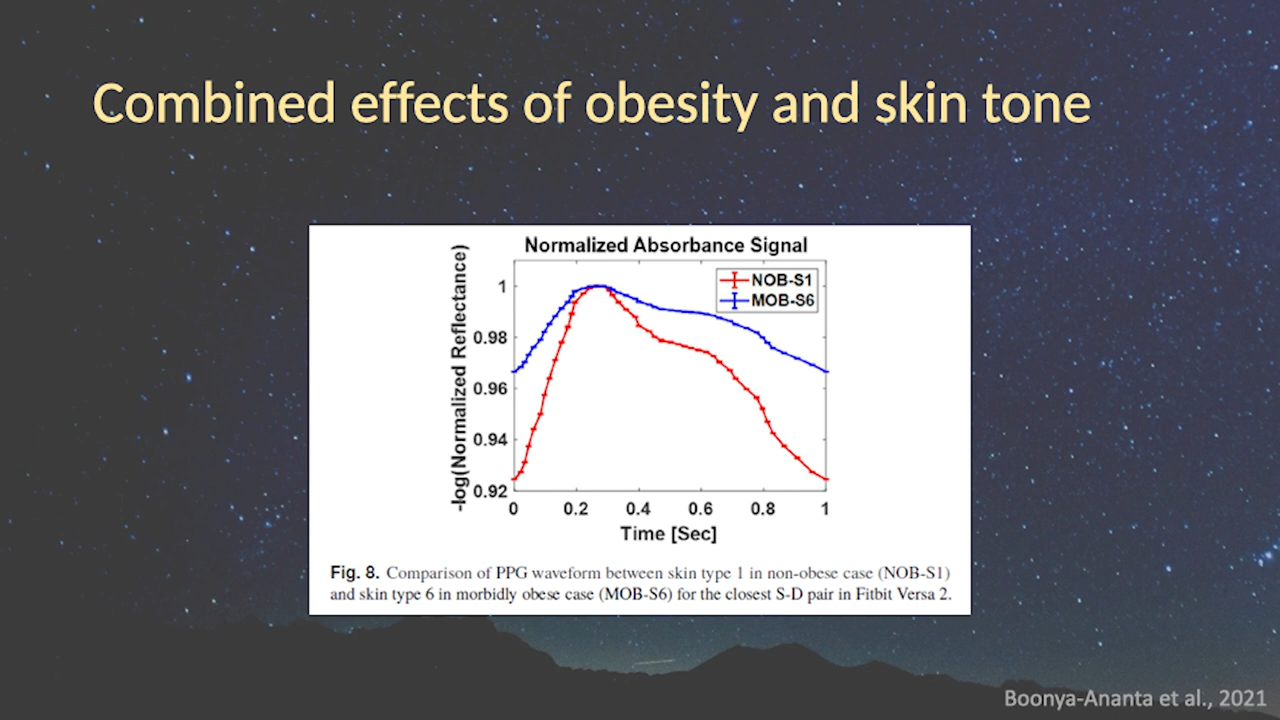 Combined effects of obesity and skin tone
Normalized Absorbance Signal
-log(Normalized Reflectance)
NOB-S1
MOB-S6
1
0.98
0.96
0.94
0.92
0 0.2 0.4 0.6 0.8 1
Time [Sec]
Fig. 8. Comparison of PPG waveform between skin type 1 in non-obese case (NOB-S1)
and skin type 6 in morbidly obese case (MOB-S6) for the closest S-D pair in Fitbit Versa 2.
Boonya-Ananta et al., 2021